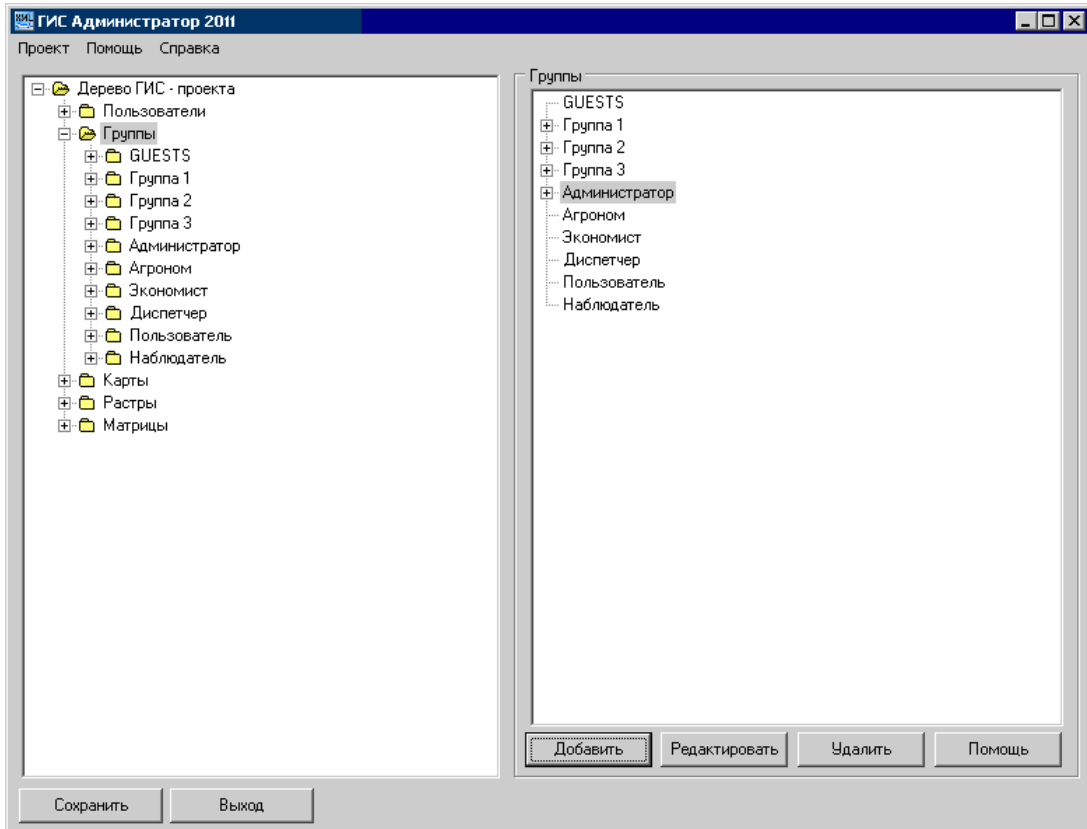 ГИС Администратор 2011
Проект Помощь Справка
Дерево ГИС - проекта
Пользователи
Группы
GUESTS
Группа 1
Группа 2
Группа 3
Администратор
Агроном
Экономист
Диспетчер
Пользователь
Наблюдатель
Карты
Растры
Матрицы
Группы
GUESTS
Группа 1
Группа 2
Группа 3
Администратор
Агроном
Экономист
Диспетчер
Пользователь
Наблюдатель
Добавить Редактировать Удалить Помощь
Сохранить Выход